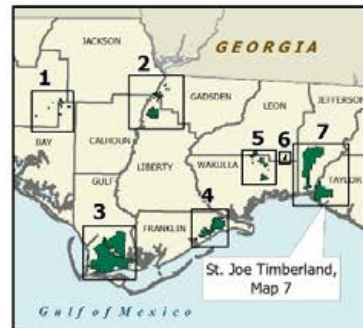 JACKSON
GEORGIA
1
2
GADSDEN
LEON
JEFFERSON
BAY
CALHOUN
LIBERTY
WAKULLA
5
6
7
TAYLOR
GULF
3
FRANKLIN
4
St. Joe Timberland,
Map 7
Gulf of Mexico